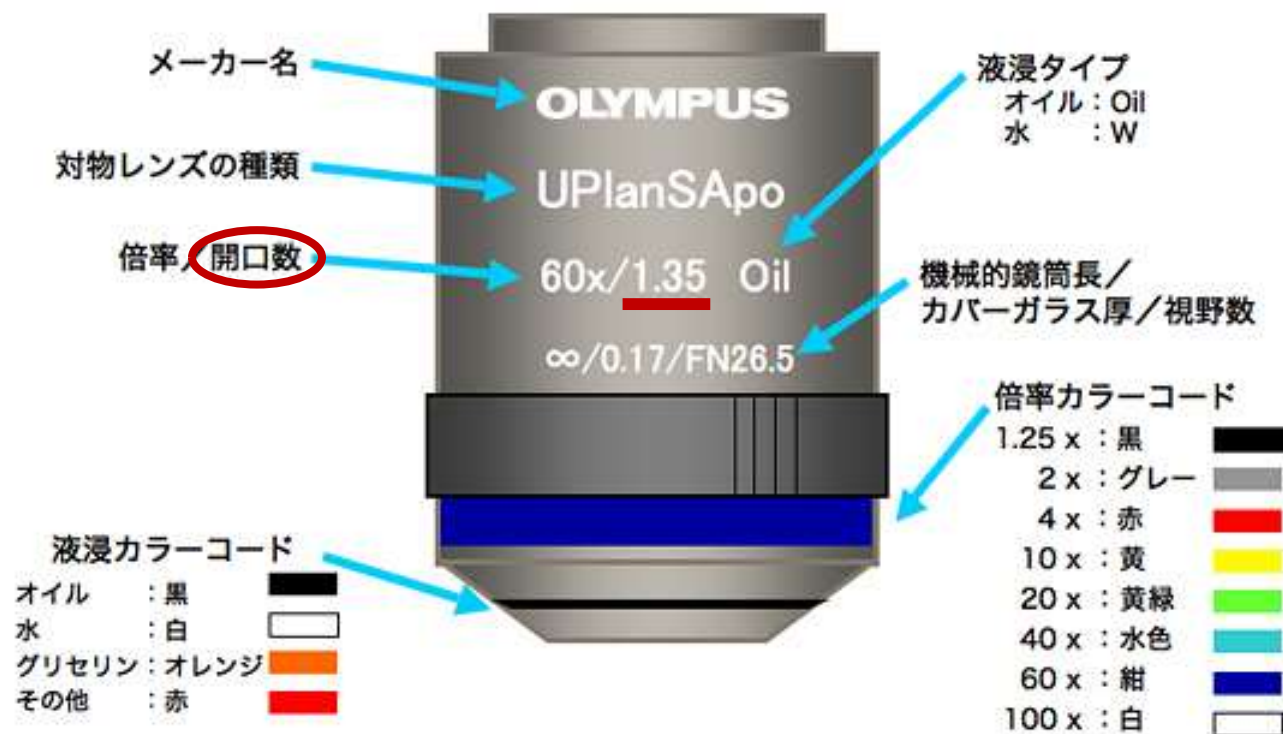 メーカー名
OLYMPUS
液浸タイプ
オイル：Oil
水　　：W
対物レンズの種類
UPlanSApo
倍率／開口数
60x/1.35 Oil
機械的鏡筒長／
カバーガラス厚／視野数
∞/0.17/FN26.5
倍率カラーコード
1.25 x ：黒
2 x ：グレー
4 x ：赤
10 x ：黄
20 x ：黄緑
40 x ：水色
60 x ：紺
100 x ：白
液浸カラーコード
オイル　　：黒
水　　　　：白
グリセリン：オレンジ
その他　　：赤